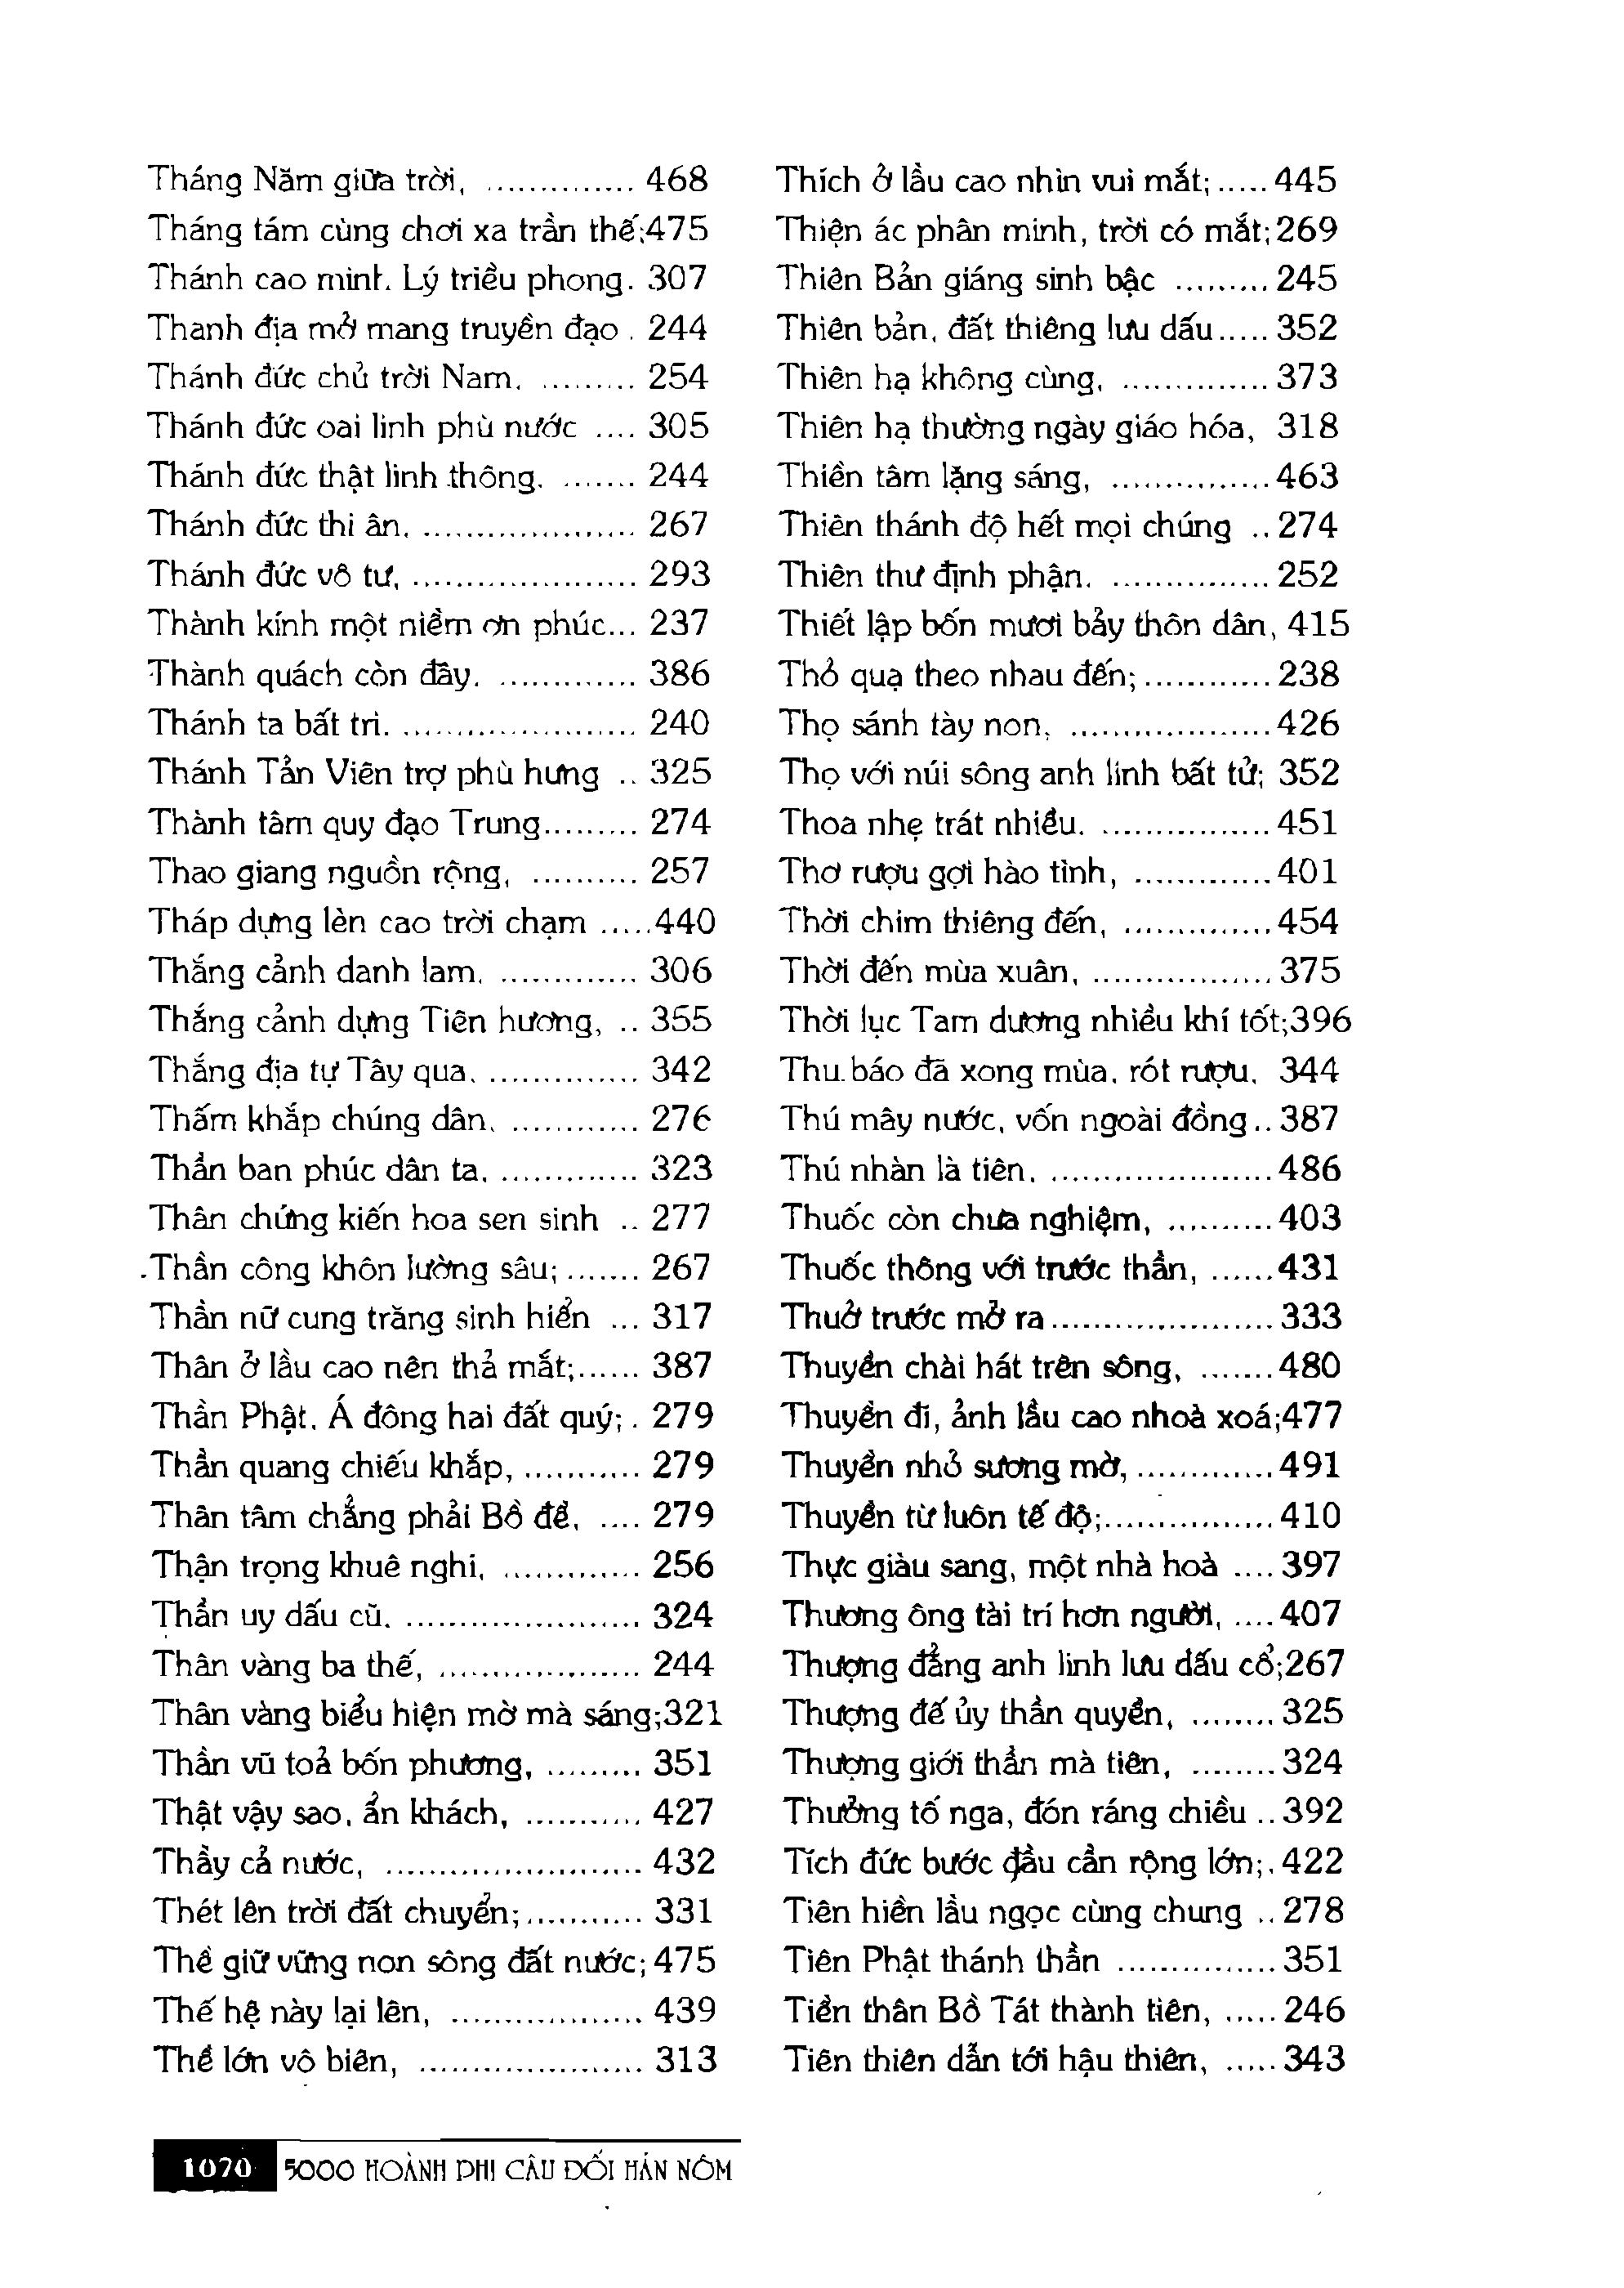 Tháng Năm giữa trời, .............. 468
Tháng tám cùng chơi xa trần thế;475
Thánh cao minh. Lý triều phong. 307
Thanh địa mở mang truyền đạo . 244
Thánh đức chủ trời Nam. ......... 254
Thánh đức oai linh phù nước .... 305
Thánh đức thật linh thông. ....... 244
Thánh đức thi ân. .................... 267
Thánh đức vô tư, ..................... 293
Thành kính một niềm ơn phúc... 237
Thành quách còn đây. ............. 386
Thánh ta bất trì. ...................... 240
Thánh Tản Viên trợ phù hưng .. 325
Thành tâm quy đạo Trung......... 274
Thao giang nguồn rộng, .......... 257
Tháp dựng lên cao trời chạm .....440
Thắng cảnh danh lam. ............. 306
Thắng cảnh dựng Tiên hương, .. 355
Thắng địa tự Tây qua. .............. 342
Thấm khắp chúng dân. ............ 276
Thần ban phúc dân ta. ............. 323
Thân chứng kiến hoa sen sinh .. 277
Thần công khôn lường sâu; ....... 267
Thần nữ cung trăng sinh hiển ... 317
Thân ở lầu cao nên thả mắt;...... 387
Thần Phật. Á đông hai đất quý; . 279
Thần quang chiếu khắp, ........... 279
Thân tâm chẳng phải Bồ đề. .... 279
Thận trọng khuê nghi, ............. 256
Thần uy dấu cũ. ...................... 324
Thân vàng ba thế, ................... 244
Thân vàng biểu hiện mờ mà sáng;321
Thần vũ toả bốn phương, ......... 351
Thật vậy sao, ẩn khách, ........... 427
Thầy cả nước, ........................ 432
Thét lên trời đất chuyển; ........... 331
Thề giữ vững non sông đất nước; 475
Thế hệ này lại lên, .................. 439
Thể lớn vô biên, ..................... 313
Thích ở lầu cao nhìn vui mắt; ..... 445
Thiện ác phân minh, trời có mắt; 269
Thiên Bản giáng sinh bậc ......... 245
Thiên bản, đất thiêng lưu dấu ..... 352
Thiên hạ không cùng, .............. 373
Thiên hạ thường ngày giáo hóa, 318
Thiền tâm lặng sáng, ............... 463
Thiên thánh độ hết mọi chúng .. 274
Thiên thư định phận. ............... 252
Thiết lập bốn mươi bảy thôn dân, 415
Thỏ quạ theo nhau đến; ............ 238
Thọ sánh tày non. ................... 426
Thọ với núi sông anh linh bất tử; 352
Thoa nhẹ trát nhiều. ................ 451
Thơ rượu gợi hào tình, ............. 401
Thời chim thiêng đến, .............. 454
Thời đến mùa xuân, ................. 375
Thời lục Tam dương nhiều khí tốt;396
Thu báo đã xong mùa. rót rượu. 344
Thú mây nước, vốn ngoài đồng .. 387
Thú nhàn là tiên. ..................... 486
Thuốc còn chưa nghiệm, .......... 403
Thuốc thông với trước thần, ...... 431
Thuở trước mở ra ..................... 333
Thuyền chài hát trên sông, ....... 480
Thuyền đi, ảnh lầu cao nhoà xoá;477
Thuyền nhỏ sương mờ, ............. 491
Thuyền từ luôn tế độ; ................ 410
Thực giàu sang, một nhà hoà .... 397
Thương ông tài trí hơn người, .... 407
Thượng đẳng anh linh lưu dấu cổ;267
Thượng đế ủy thần quyền, ........ 325
Thượng giới thần mà tiên, ........ 324
Thưởng tố nga, đón ráng chiều .. 392
Tích đức bước đầu cần rộng lớn;. 422
Tiên hiền lầu ngọc cùng chung .. 278
Tiên Phật thánh thần ............... 351
Tiền thân Bồ Tát thành tiên, ..... 246
Tiên thiên dẫn tới hậu thiên, ..... 343
1070 5000 HOÀNH PHI CÂU ĐỐI HÁN NÔM